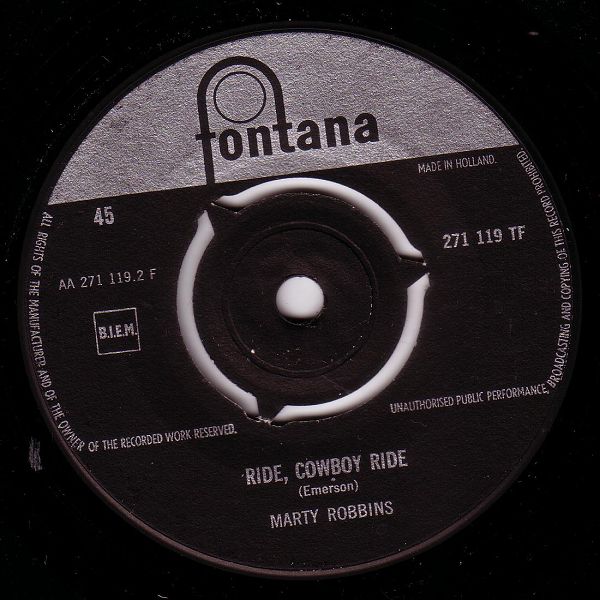 fontana
MADE IN HOLLAND.
45
271 119 TF
AA 271 119.2 F
B.I.E.M.
ALL RIGHTS OF THE MANUFACTURER AND OF THE OWNER OF THE RECORDED WORK RESERVED.
UNAUTHORISED PUBLIC PERFORMANCE, BROADCASTING AND COPYING OF THIS RECORD PROHIBITED.
RIDE, COWBOY RIDE
(Emerson)
MARTY ROBBINS